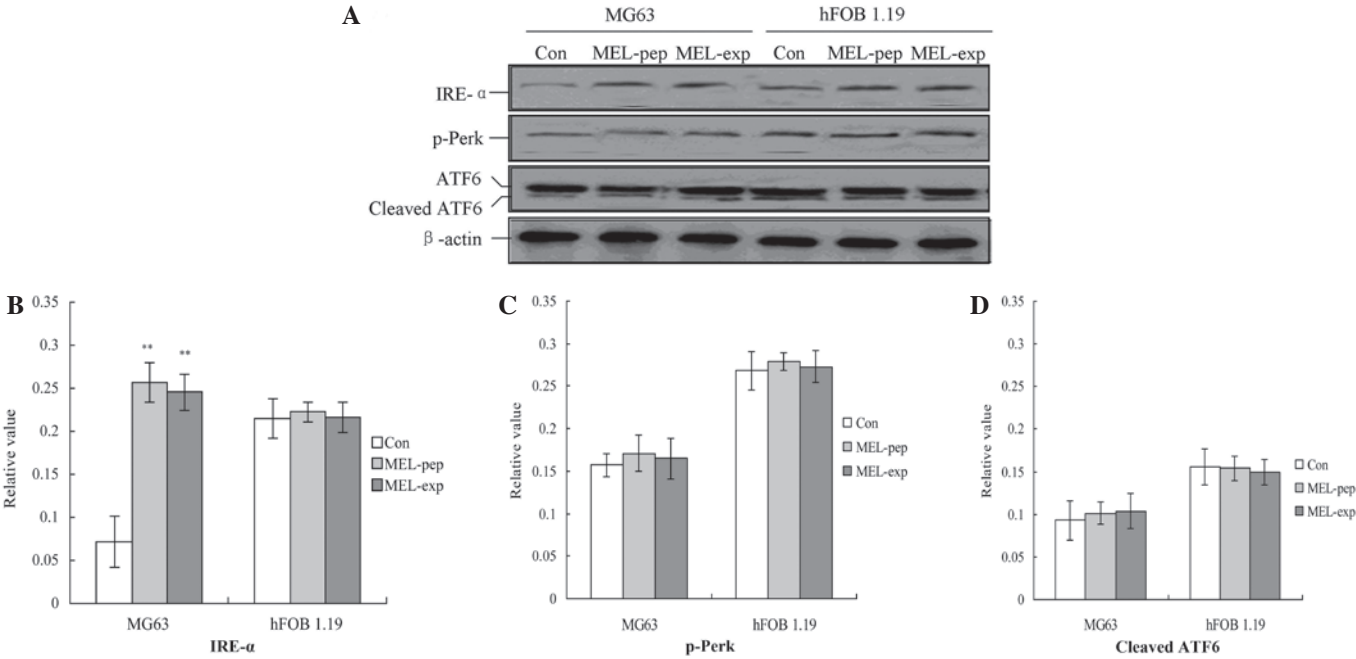 A
MG63 hFOB 1.19
Con MEL-pep MEL-exp Con MEL-pep MEL-exp
IRE-α
p-Perk
ATF6
Cleaved ATF6
β-actin
B
Relative value
0.35
0.3
0.25
0.2
0.15
0.1
0.05
0
** **
Con
MEL-pep
MEL-exp
MG63 hFOB 1.19
IRE-α
C
Relative value
0.35
0.3
0.25
0.2
0.15
0.1
0.05
0
Con
MEL-pep
MEL-exp
MG63 hFOB 1.19
p-Perk
D
Relative value
0.35
0.3
0.25
0.2
0.15
0.1
0.05
0
Con
MEL-pep
MEL-exp
MG63 hFOB 1.19
Cleaved ATF6